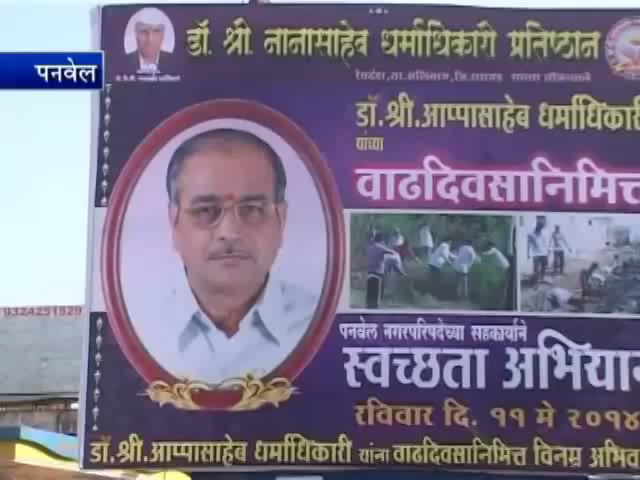 डॉ. श्री. नानासाहेब धर्माधिकारी प्रतिष्ठान
पनवेल
डॉ.श्री.आप्पासाहेब धर्माधिकारी
यांच्या
वाढदिवसानिमित्त
पनवेल नगरपरिषदेच्या सहकार्याने
स्वच्छता अभियान
रविवार दि. ११ मे २०१४
9324251529
डॉ.श्री.आप्पासाहेब धर्माधिकारी यांना वाढदिवसानिमित्त विनम्र अभिव